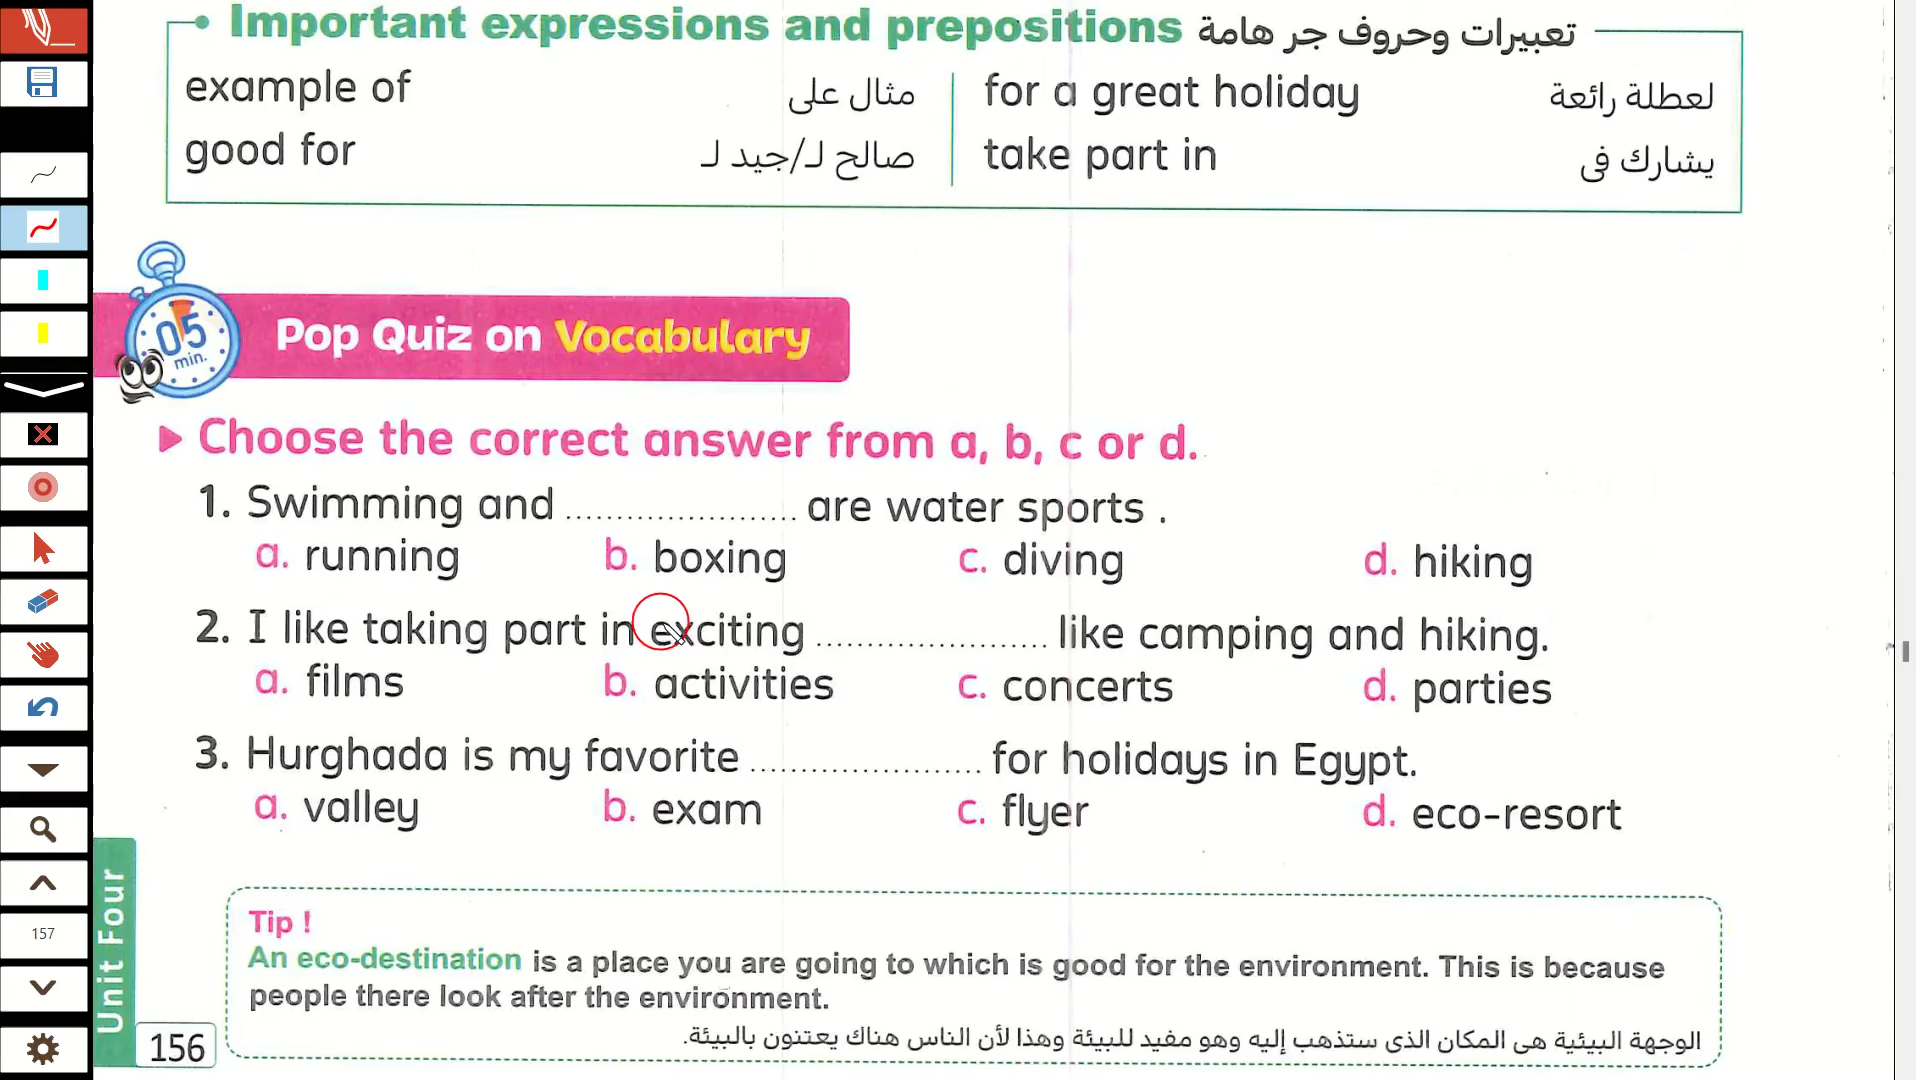 Important expressions and prepositions تعبيرات وحروف جر هامة
example of مثال على
good for صالح لـ/جيد لـ
for a great holiday لعطلة رائعة
take part in يشارك فى
05 min.
Pop Quiz on Vocabulary
Choose the correct answer from a, b, c or d.
1. Swimming and ....................... are water sports .
a. running b. boxing c. diving d. hiking
2. I like taking part in exciting ....................... like camping and hiking.
a. films b. activities c. concerts d. parties
3. Hurghada is my favorite ....................... for holidays in Egypt.
a. valley b. exam c. flyer d. eco-resort
Tip !
An eco-destination is a place you are going to which is good for the environment. This is because
people there look after the environment.
الوجهة البيئية هى المكان الذى ستذهب إليه وهو مفيد للبيئة وهذا لأن الناس هناك يعتنون بالبيئة.
Unit Four
156
157